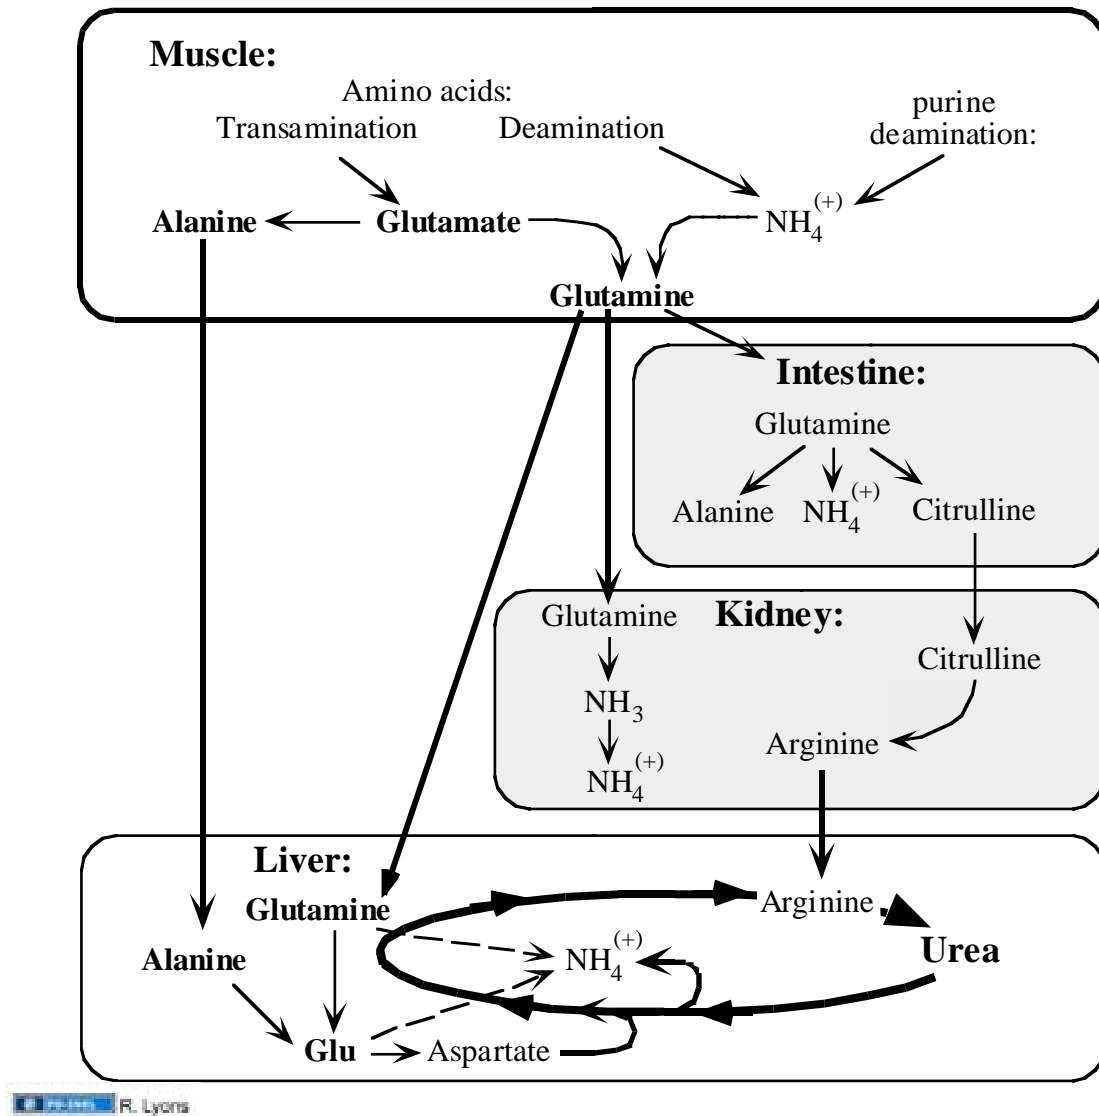 Muscle:
Amino acids:
Transamination
Deamination
purine
deamination:
Alanine
Glutamate
NH4(+)
Glutamine
Intestine:
Glutamine
Alanine
NH4(+)
Citrulline
Glutamine
Kidney:
Citrulline
NH3
Arginine
NH4(+)
Liver:
Glutamine
Arginine
Alanine
NH4(+)
Urea
Glu
Aspartate
R. Lyons